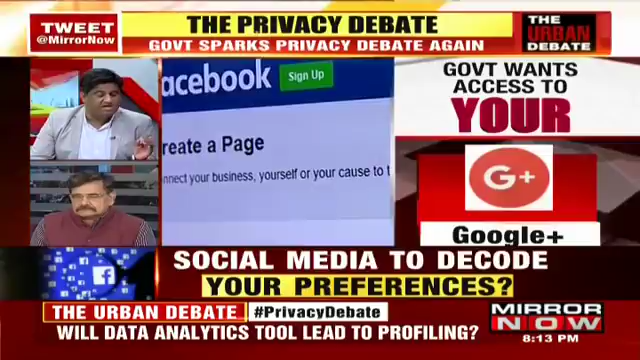 TWEET
@MirrorNow
THE PRIVACY DEBATE
GOVT SPARKS PRIVACY DEBATE AGAIN
THE
URBAN
DEBATE
acebook
Sign Up
reate a Page
nnect your business, yourself or your cause to t
GOVT WANTS
ACCESS TO
YOUR
G+
Google+
SOCIAL MEDIA TO DECODE
YOUR PREFERENCES?
THE URBAN DEBATE
#PrivacyDebate
WILL DATA ANALYTICS TOOL LEAD TO PROFILING?
MIRROR
NOW
8:13 PM